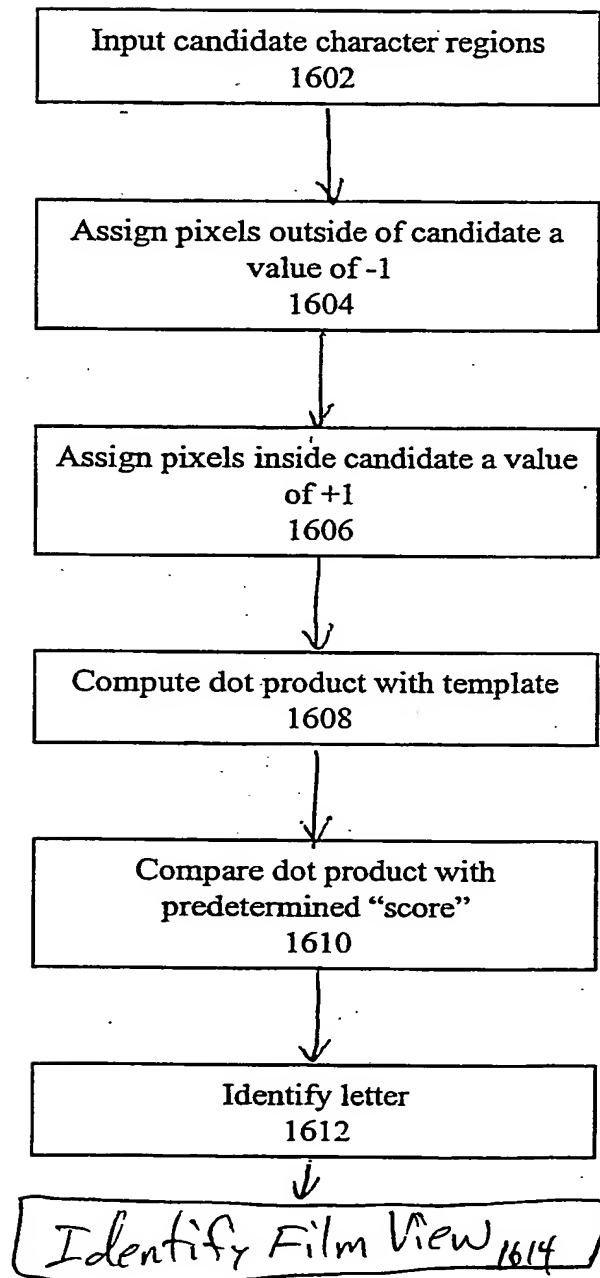 Input candidate character regions
1602
Assign pixels outside of candidate a
value of -1
1604
Assign pixels inside candidate a value
of +1
1606
Compute dot product with template
1608
Compare dot product with
predetermined “score”
1610
Identify letter
1612
Identify Film View 1614